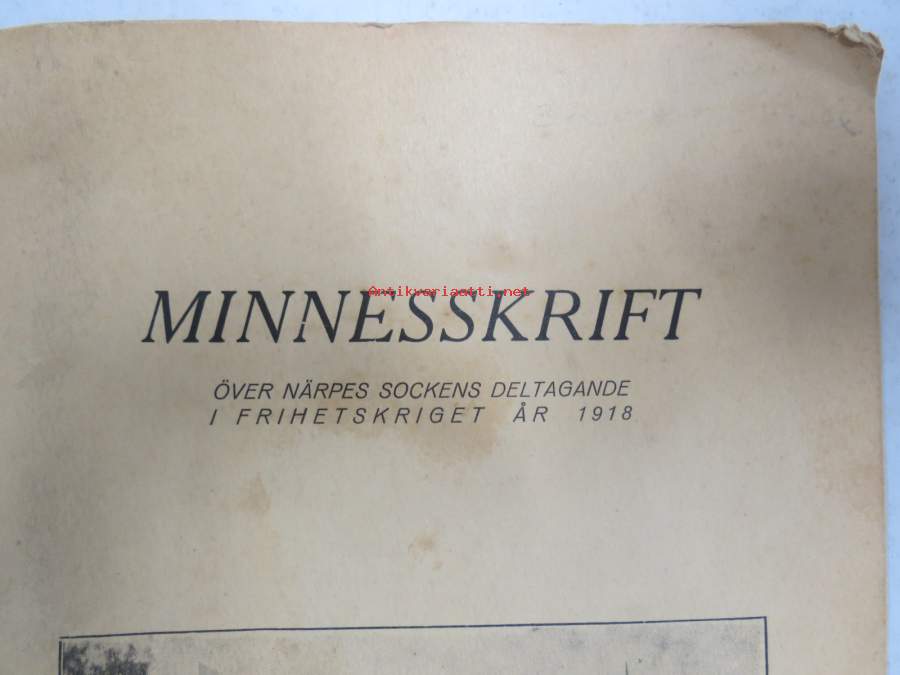 Antikvariaatti.net
MINNESSKRIFT
ÖVER NÄRPES SOCKENS DELTAGANDE
I FRIHETSKRIGET ÅR 1918